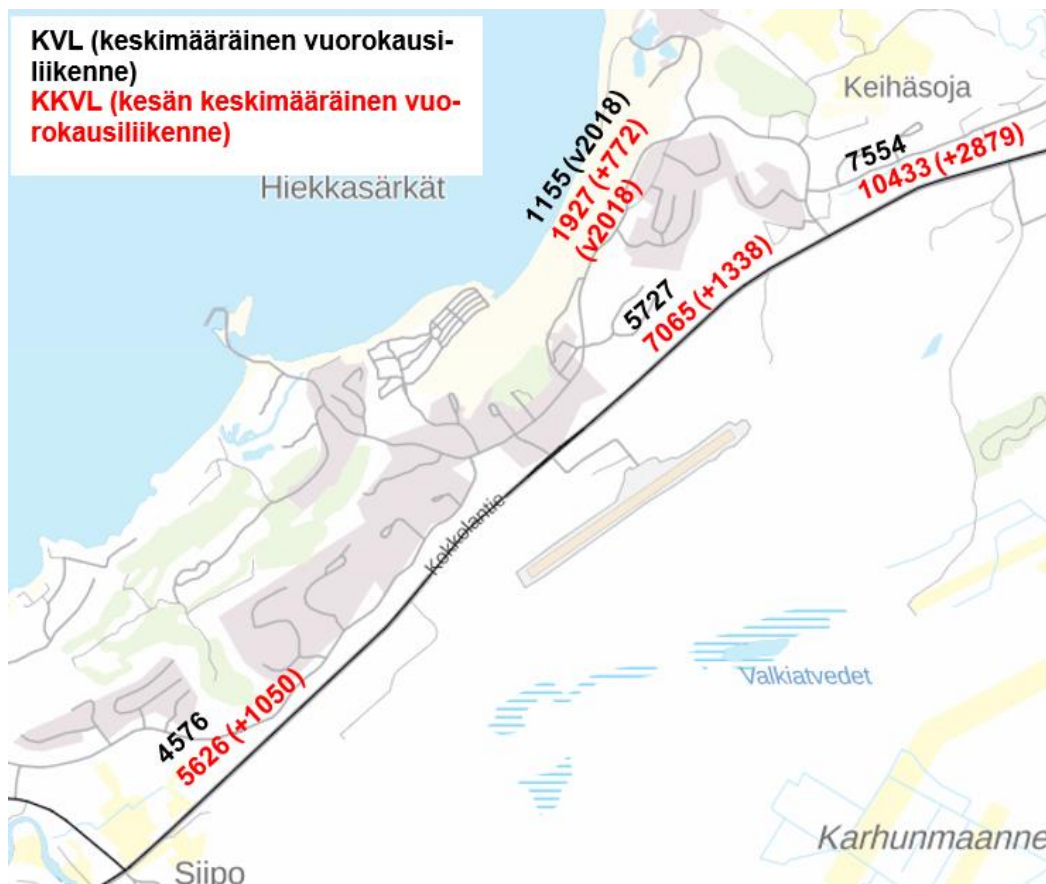 KVL (keskimääräinen vuorokausi-
liikenne)
KKVL (kesän keskimääräinen vuo-
rokausiliikenne)
Keihäsoja
Hiekkasärkät
1155 (v2018)
1927 (+772)
(v2018)
7554
10433 (+2879)
5727
7065 (+1338)
Kokkolantie
Valkiatvedet
4576
5626 (+1050)
Karhunmaanne
Siipo